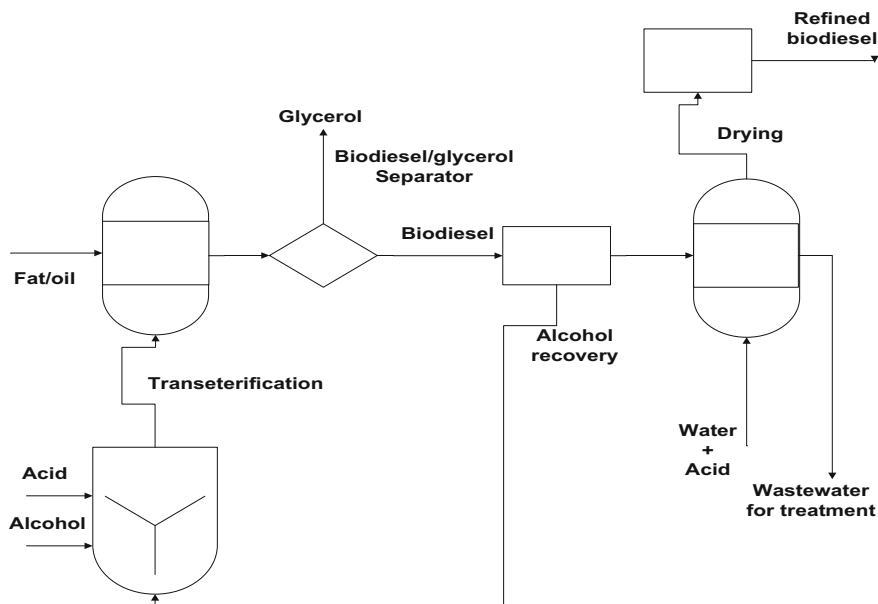 Refined
biodiesel
Glycerol
Biodiesel/glycerol
Separator
Drying
Biodiesel
Fat/oil
Alcohol
recovery
Transeterification
Water
+
Acid
Acid
Alcohol
Wastewater
for treatment